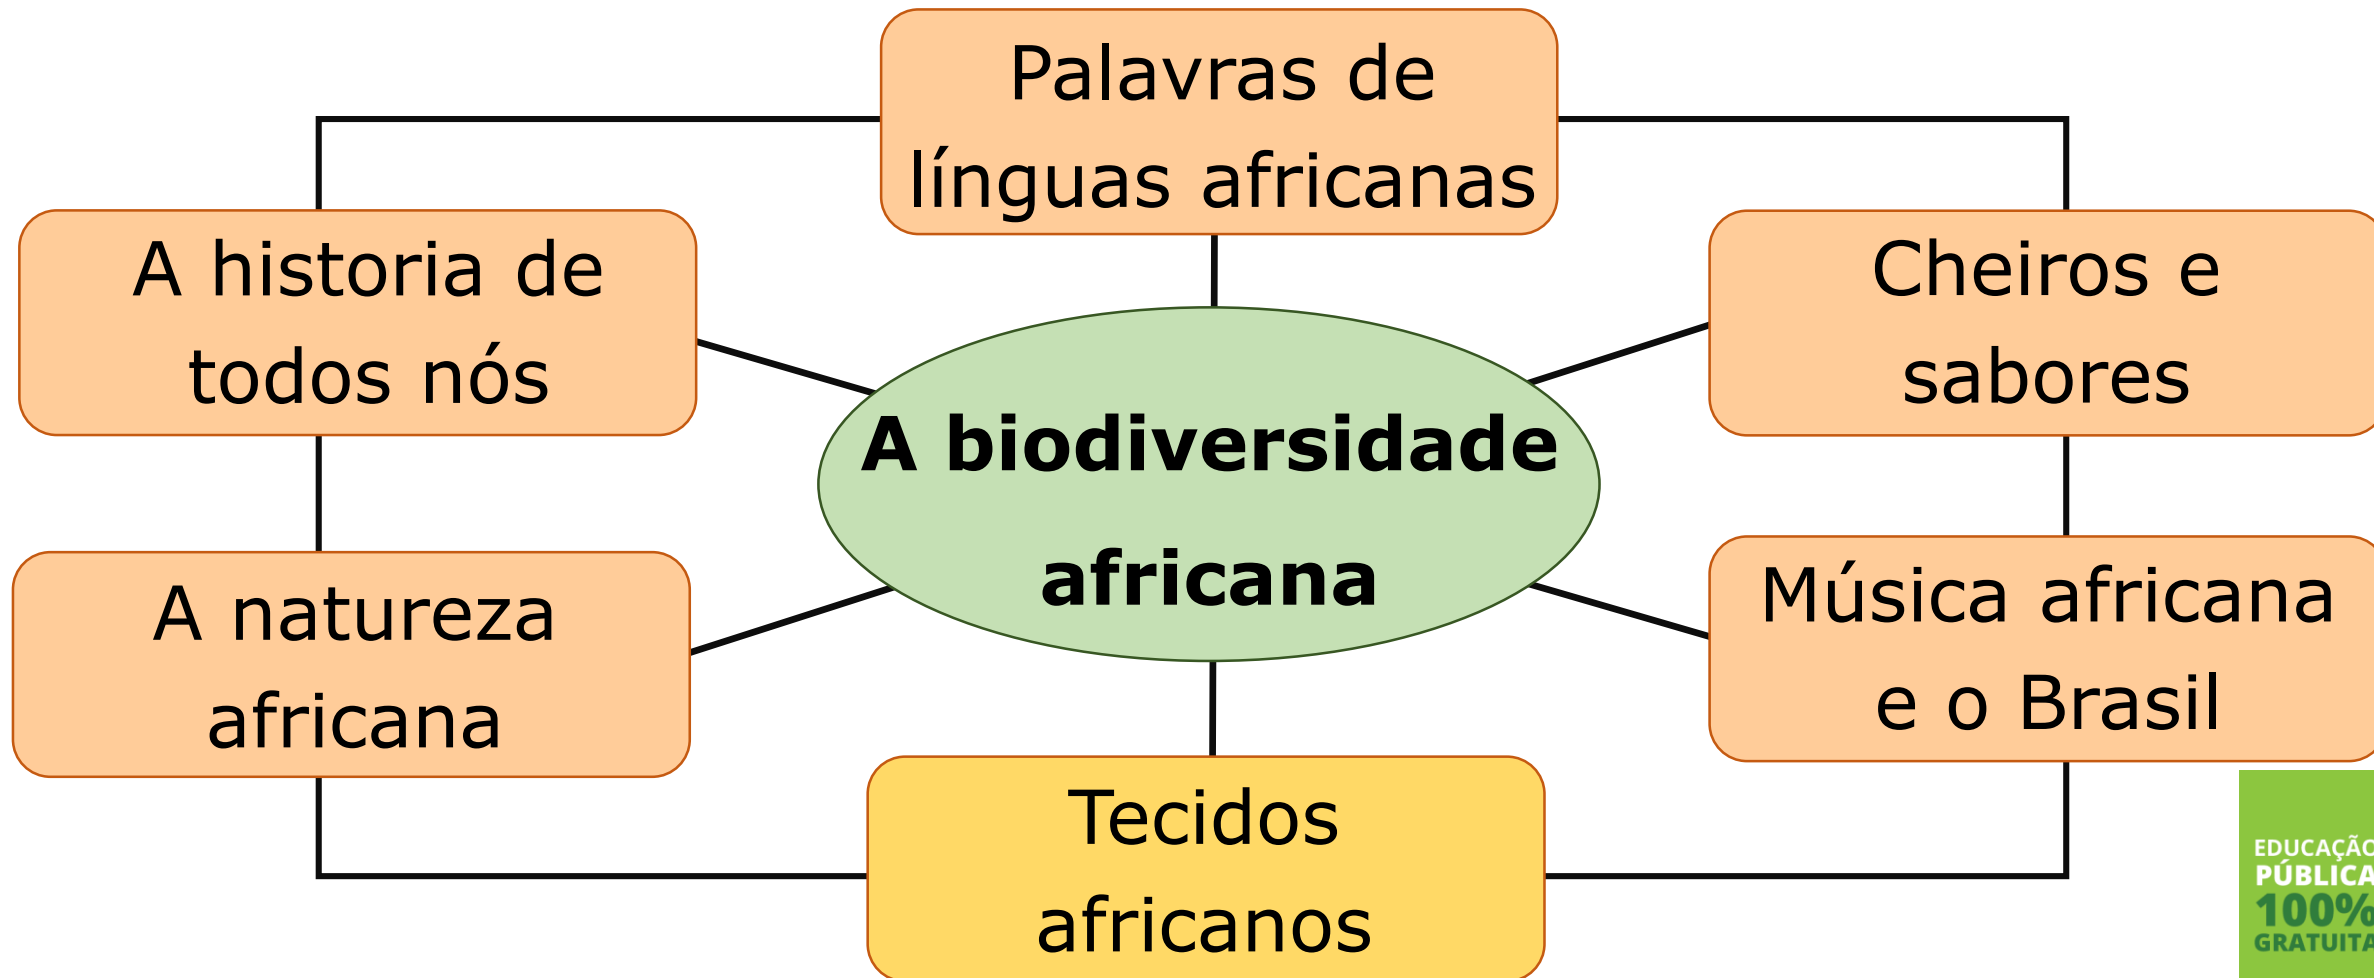 Palavras de
línguas africanas
A historia de
todos nós
Cheiros e
sabores
A biodiversidade
africana
A natureza
africana
Música africana
e o Brasil
Tecidos
africanos
EDUCAÇÃO
PÚBLICA
100%
GRATUITA